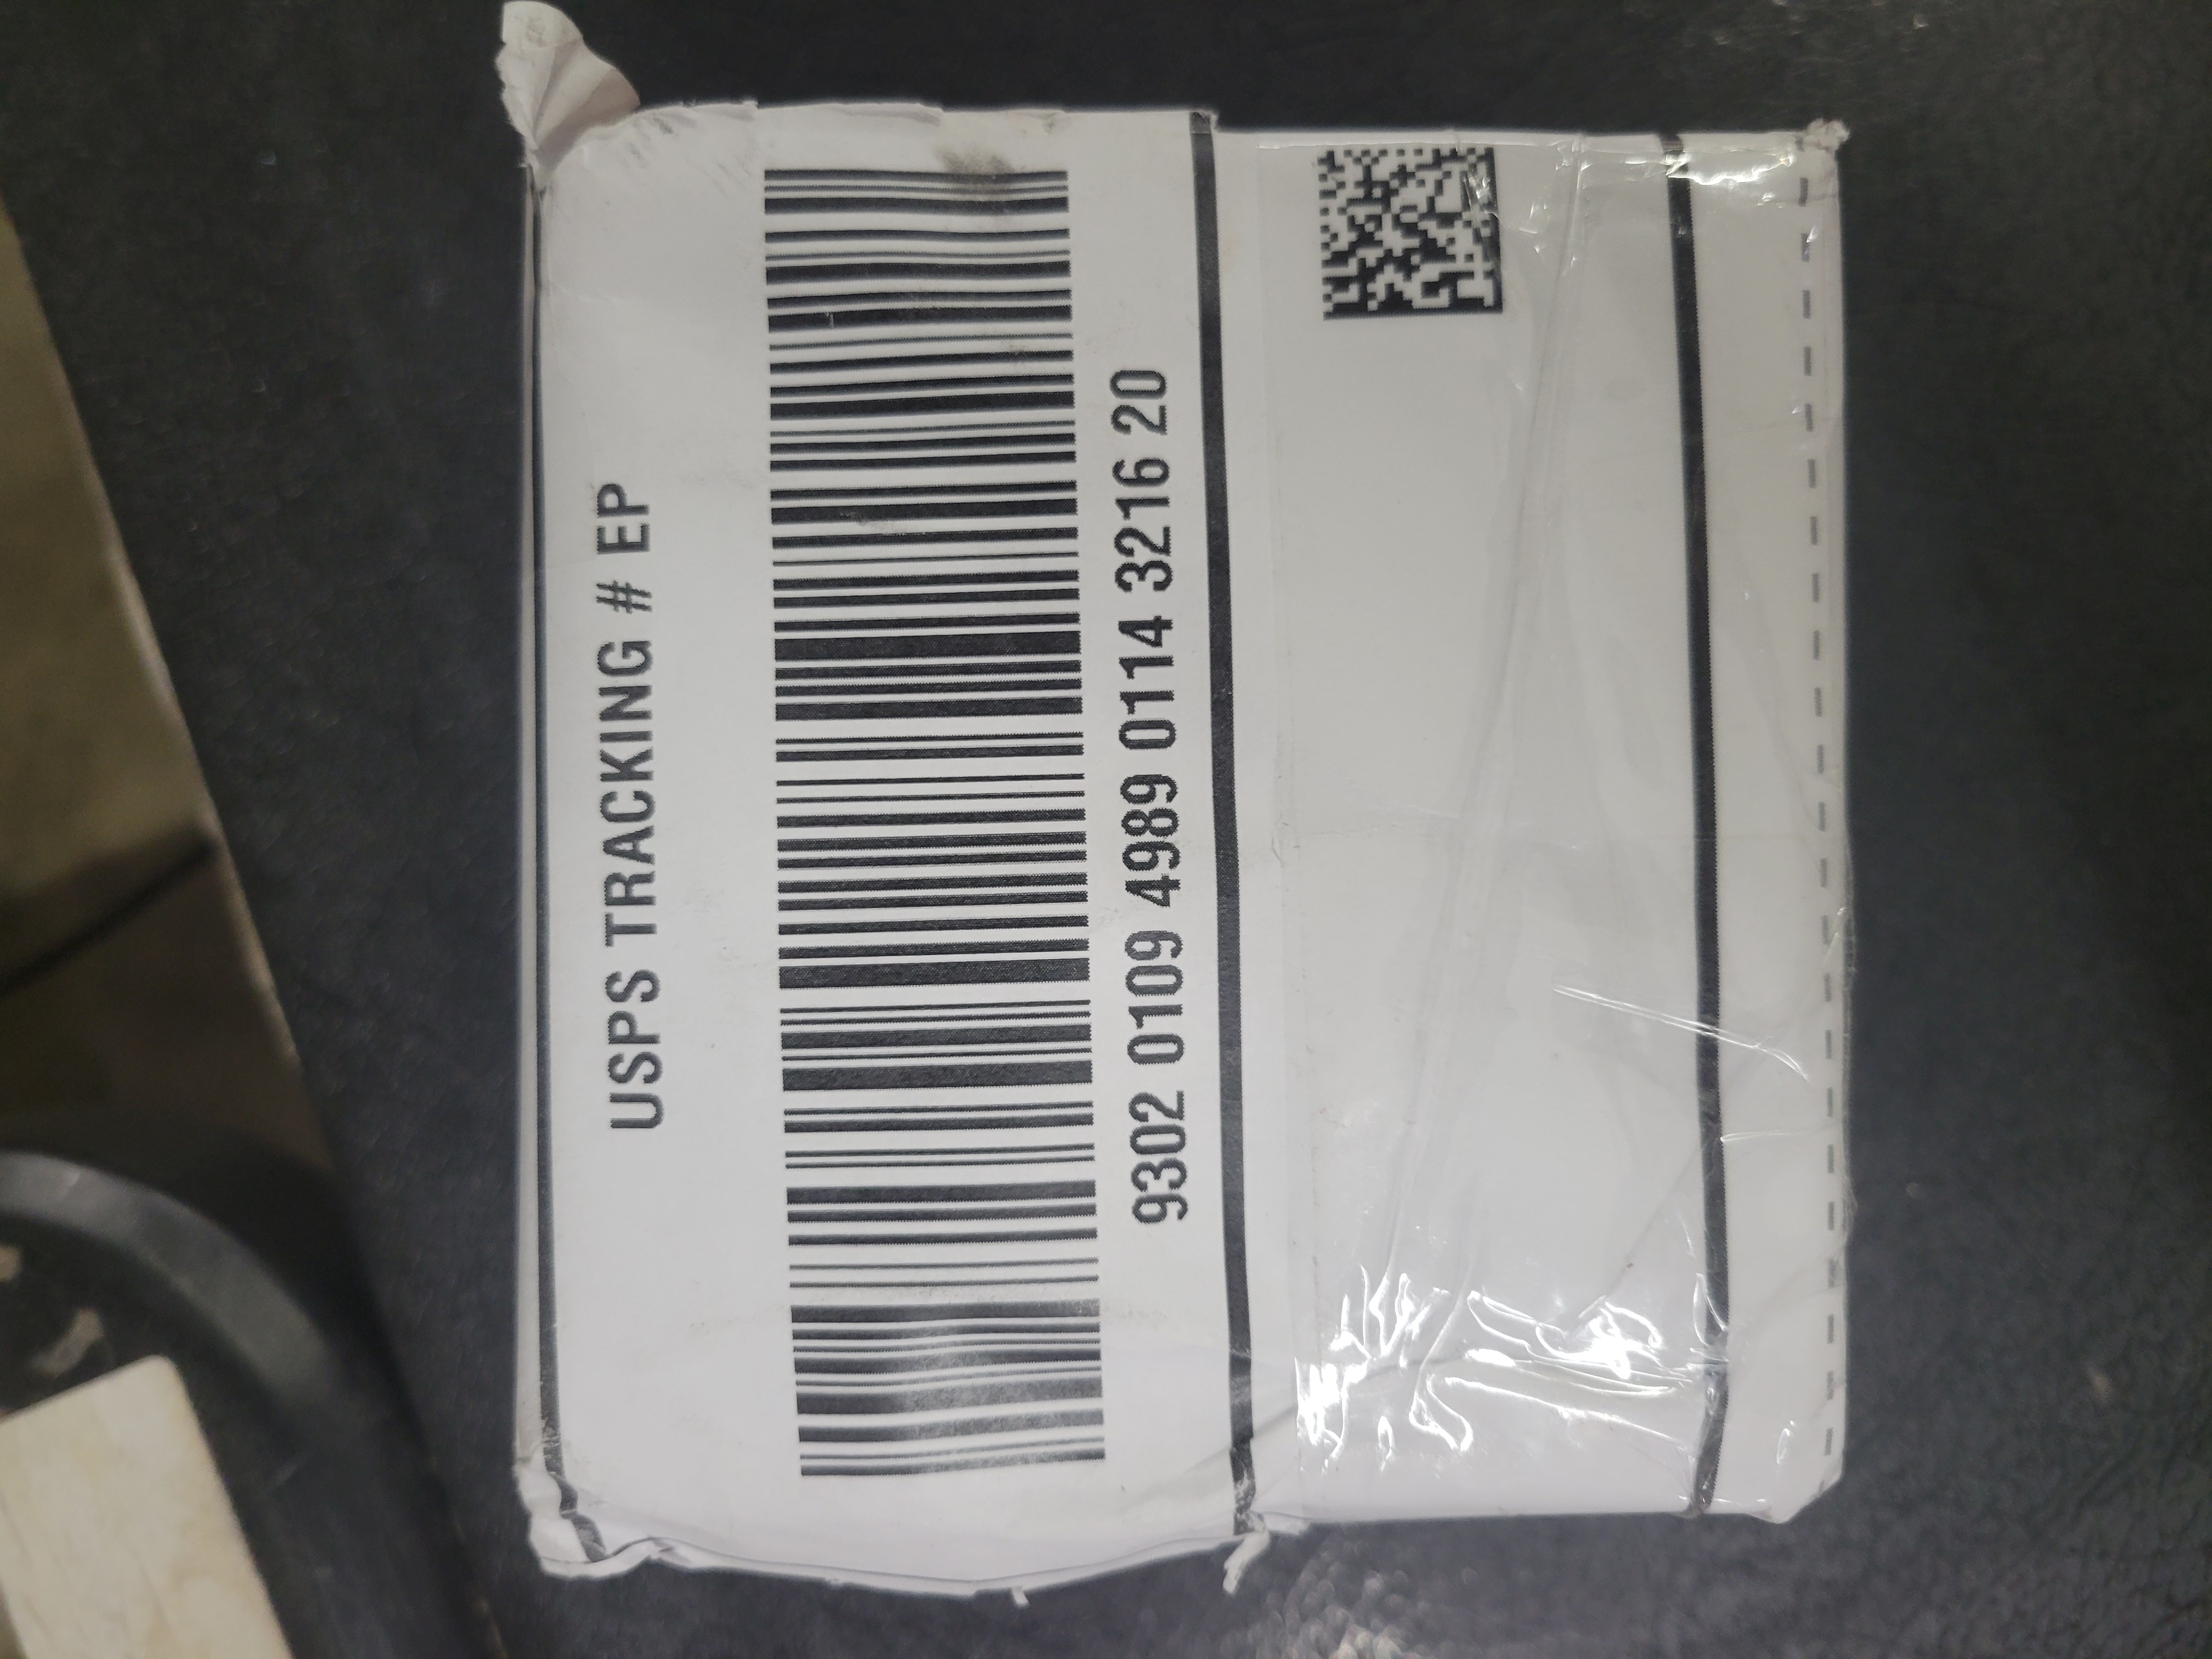 USPS TRACKING # EP
9302 0109 4989 0114 3216 20